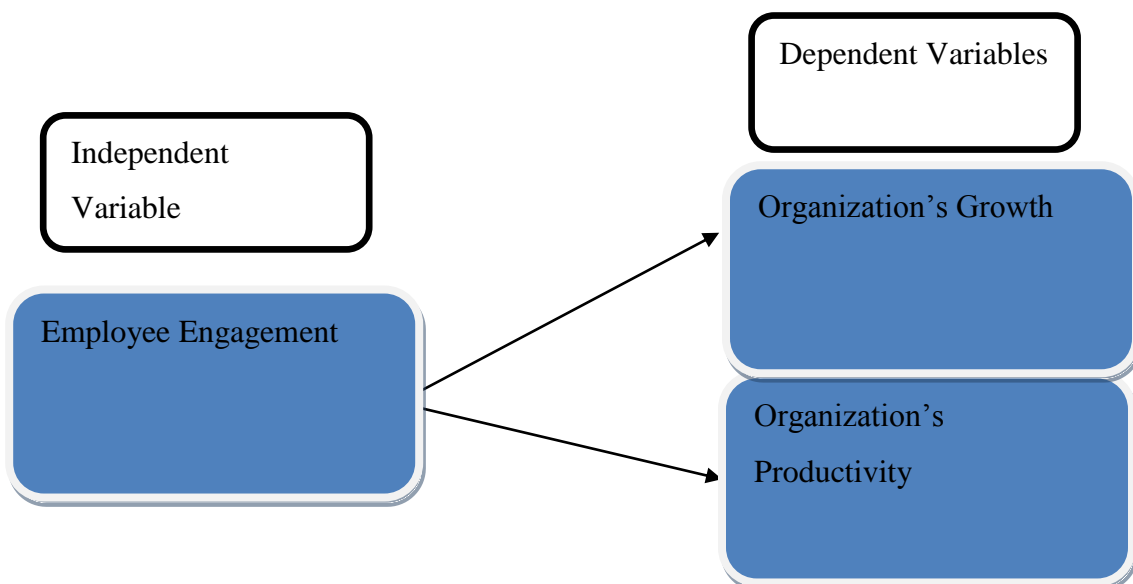 Independent
Variable
Employee Engagement
Dependent Variables
Organization’s Growth
Organization’s
Productivity